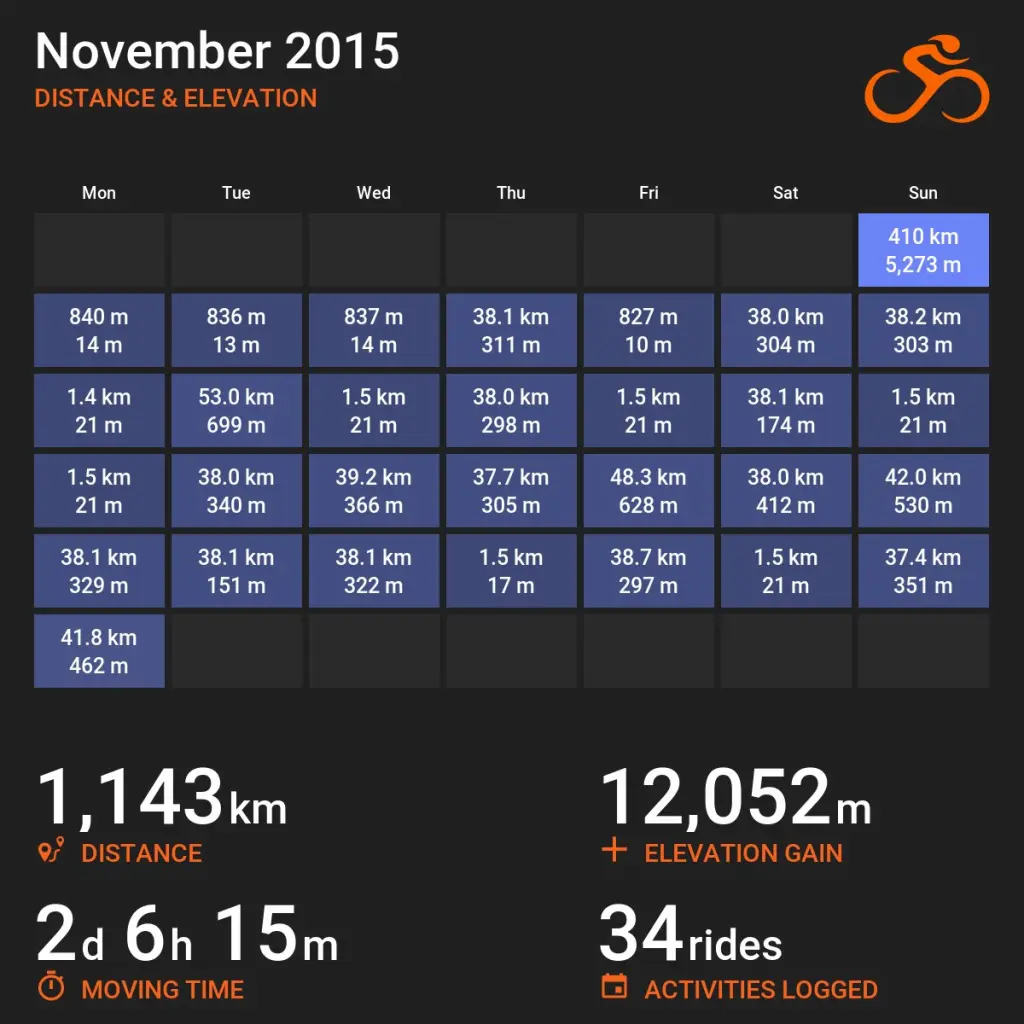 November 2015
DISTANCE & ELEVATION
Mon Tue Wed Thu Fri Sat Sun
410 km
5,273 m
840 m 836 m 837 m 38.1 km 827 m 38.0 km 38.2 km
14 m 13 m 14 m 311 m 10 m 304 m 303 m
1.4 km 53.0 km 1.5 km 38.0 km 1.5 km 38.1 km 1.5 km
21 m 699 m 21 m 298 m 21 m 174 m 21 m
1.5 km 38.0 km 39.2 km 37.7 km 48.3 km 38.0 km 42.0 km
21 m 340 m 366 m 305 m 628 m 412 m 530 m
38.1 km 38.1 km 38.1 km 1.5 km 38.7 km 1.5 km 37.4 km
329 m 151 m 322 m 17 m 297 m 21 m 351 m
41.8 km
462 m
1,143km 12,052m
DISTANCE ELEVATION GAIN
2d 6h 15m 34rides
MOVING TIME ACTIVITIES LOGGED